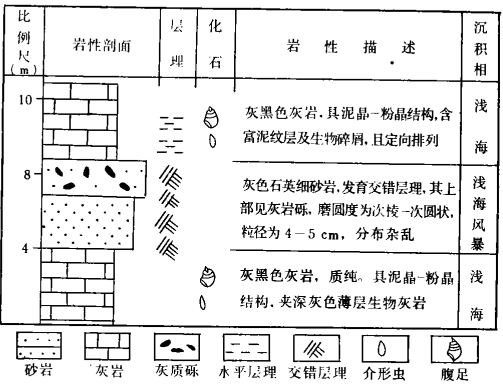 比例尺(m)
岩性剖面
层理
化石
岩 性 描 述
沉积相
10
8
4
灰黑色灰岩,具泥晶-粉晶结构,含
富泥纹层及生物碎屑,且定向排列
浅海
灰色石英细砂岩,发育交错层理,其上
部见灰岩砾,磨圆度为次棱一次圆状,
粒径为4-5cm,分布杂乱
浅海风暴
灰黑色灰岩,质纯。具泥晶-粉晶
结构,夹深灰色薄层生物灰岩
浅海
砂岩
灰岩
灰质砾
水平层理
交错层理
介形虫
腹足